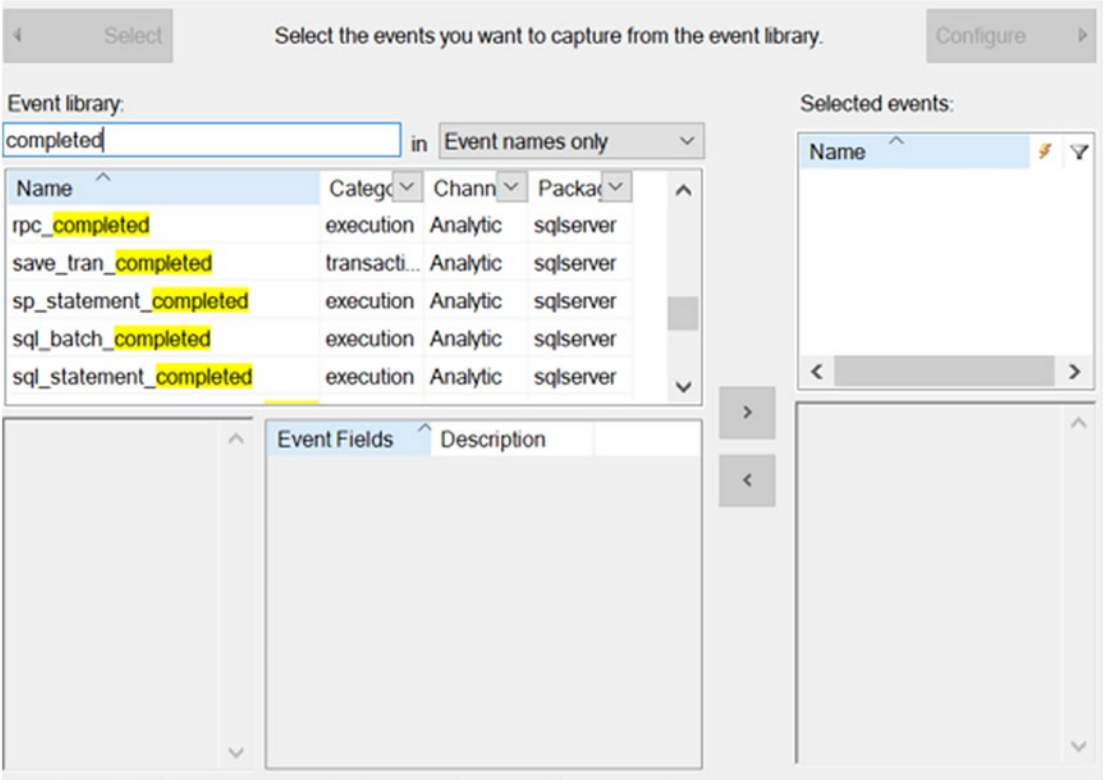 Select Select the events you want to capture from the event library. Configure
Event library: Selected events:
completed in Event names only
Name
Name Catego Chann Packag
rpc_completed execution Analytic sqlserver
save_tran_completed transacti... Analytic sqlserver
sp_statement_completed execution Analytic sqlserver
sql_batch_completed execution Analytic sqlserver
sql_statement_completed execution Analytic sqlserver
Event Fields Description